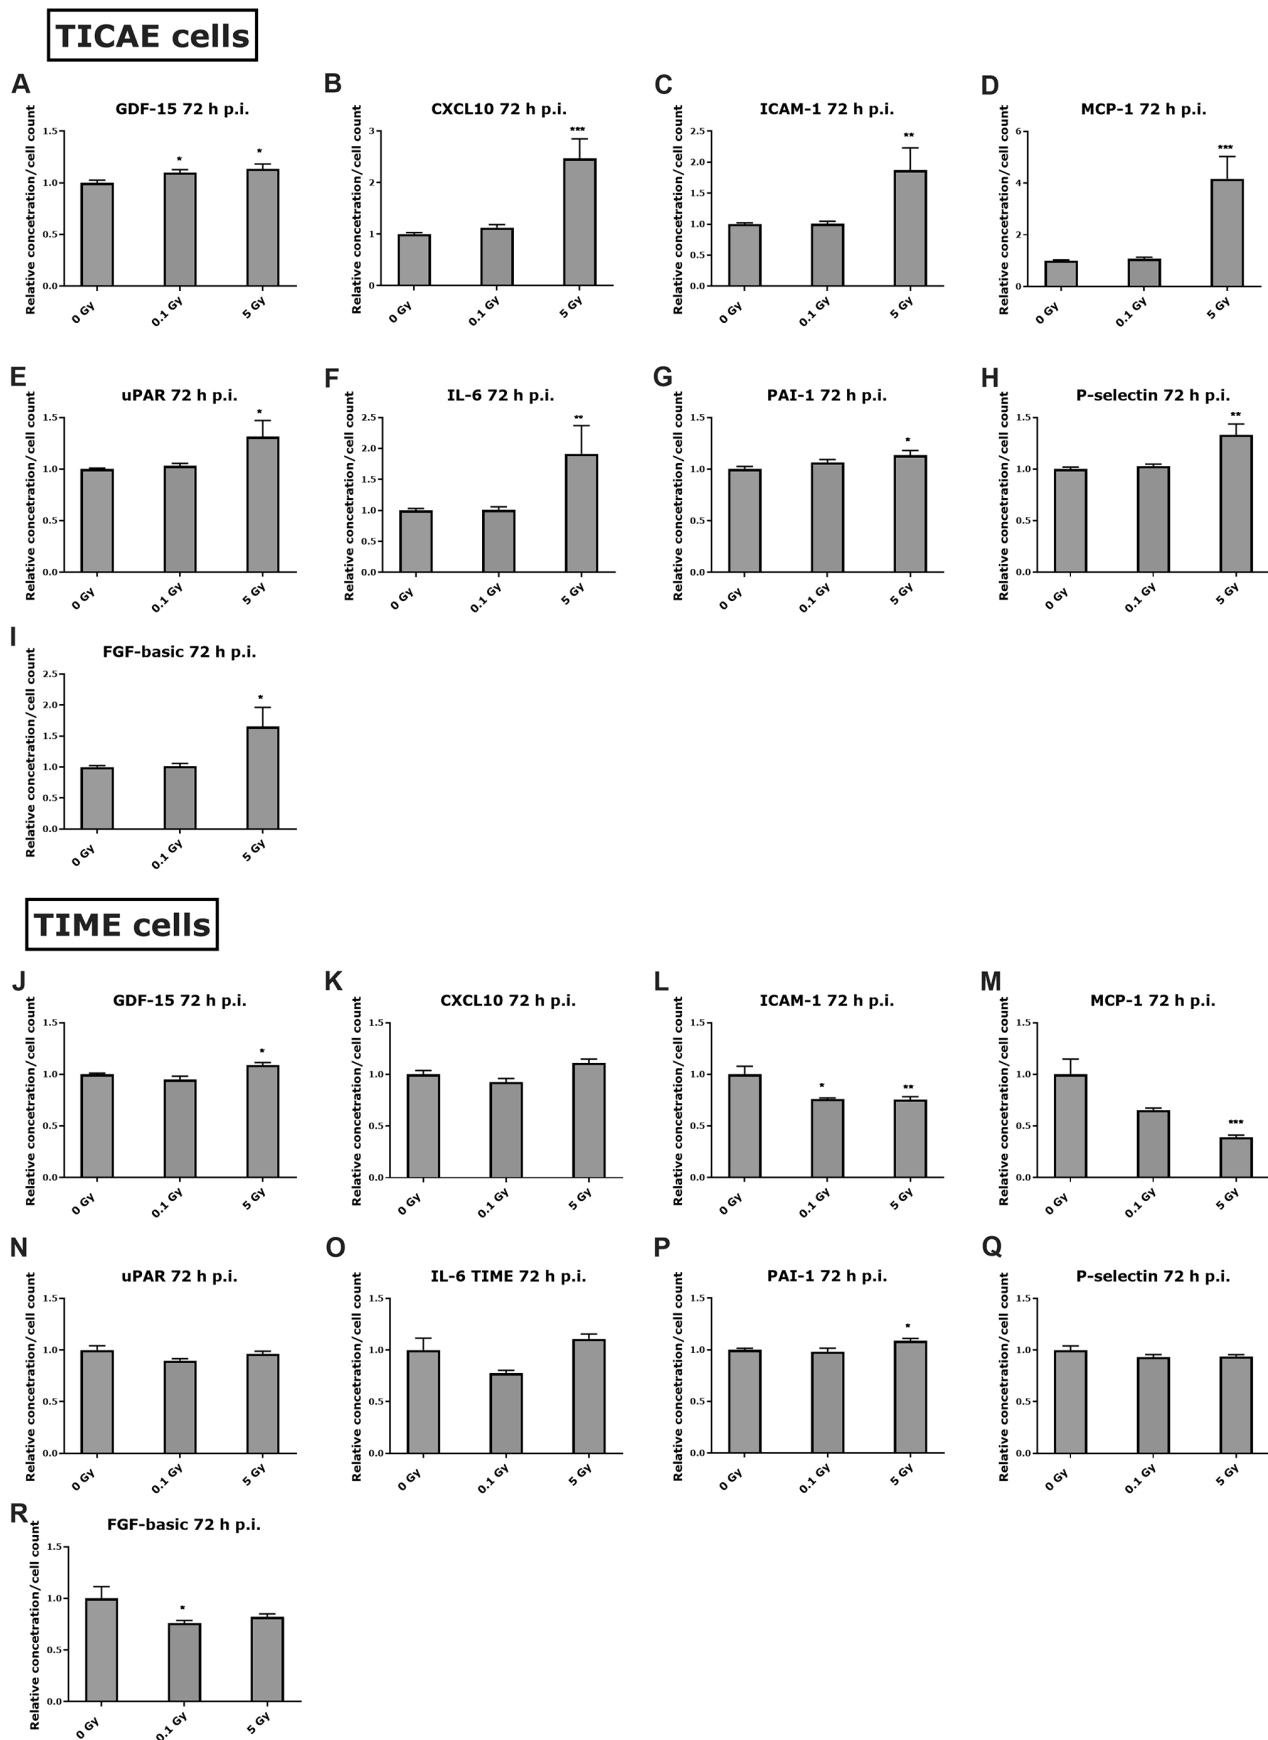 TICAE cells
A
GDF-15 72 h p.i.
Relative concetration/cell count
1.5
1.0
0.5
0.0
*
*
0 Gy
0.1 Gy
5 Gy
B
CXCL10 72 h p.i.
Relative concetration/cell count
3
2
1
0
***
0 Gy
0.1 Gy
5 Gy
C
ICAM-1 72 h p.i.
Relative concetration/cell count
2.5
2.0
1.5
1.0
0.5
0.0
**
0 Gy
0.1 Gy
5 Gy
D
MCP-1 72 h p.i.
Relative concetration/cell count
6
4
2
0
***
0 Gy
0.1 Gy
5 Gy
E
uPAR 72 h p.i.
Relative concetration/cell count
1.5
1.0
0.5
0.0
*
0 Gy
0.1 Gy
5 Gy
F
IL-6 72 h p.i.
Relative concetration/cell count
2.5
2.0
1.5
1.0
0.5
0.0
**
0 Gy
0.1 Gy
5 Gy
G
PAI-1 72 h p.i.
Relative concetration/cell count
1.5
1.0
0.5
0.0
*
0 Gy
0.1 Gy
5 Gy
H
P-selectin 72 h p.i.
Relative concetration/cell count
1.5
1.0
0.5
0.0
**
0 Gy
0.1 Gy
5 Gy
I
FGF-basic 72 h p.i.
Relative concetration/cell count
2.5
2.0
1.5
1.0
0.5
0.0
*
0 Gy
0.1 Gy
5 Gy
TIME cells
J
GDF-15 72 h p.i.
Relative concetration/cell count
1.5
1.0
0.5
0.0
*
0 Gy
0.1 Gy
5 Gy
K
CXCL10 72 h p.i.
Relative concetration/cell count
1.5
1.0
0.5
0.0
0 Gy
0.1 Gy
5 Gy
L
ICAM-1 72 h p.i.
Relative concetration/cell count
1.5
1.0
0.5
0.0
*
**
0 Gy
0.1 Gy
5 Gy
M
MCP-1 72 h p.i.
Relative concetration/cell count
1.5
1.0
0.5
0.0
***
0 Gy
0.1 Gy
5 Gy
N
uPAR 72 h p.i.
Relative concetration/cell count
1.5
1.0
0.5
0.0
0 Gy
0.1 Gy
5 Gy
O
IL-6 TIME 72 h p.i.
Relative concetration/cell count
1.5
1.0
0.5
0.0
0 Gy
0.1 Gy
5 Gy
P
PAI-1 72 h p.i.
Relative concetration/cell count
1.5
1.0
0.5
0.0
*
0 Gy
0.1 Gy
5 Gy
Q
P-selectin 72 h p.i.
Relative concetration/cell count
1.5
1.0
0.5
0.0
0 Gy
0.1 Gy
5 Gy
R
FGF-basic 72 h p.i.
Relative concetration/cell count
1.5
1.0
0.5
0.0
*
0 Gy
0.1 Gy
5 Gy